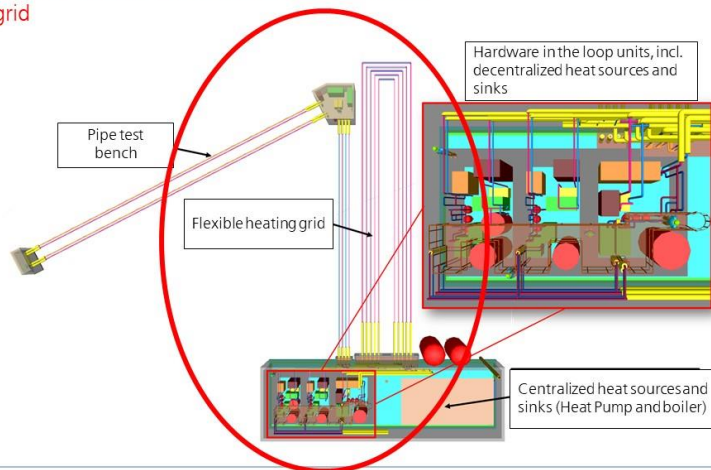 grid
Hardware in the loop units, incl.
decentralized heat sources and
sinks
Pipe test
bench
Flexible heating grid
Centralized heat sources and
sinks (Heat Pump and boiler)